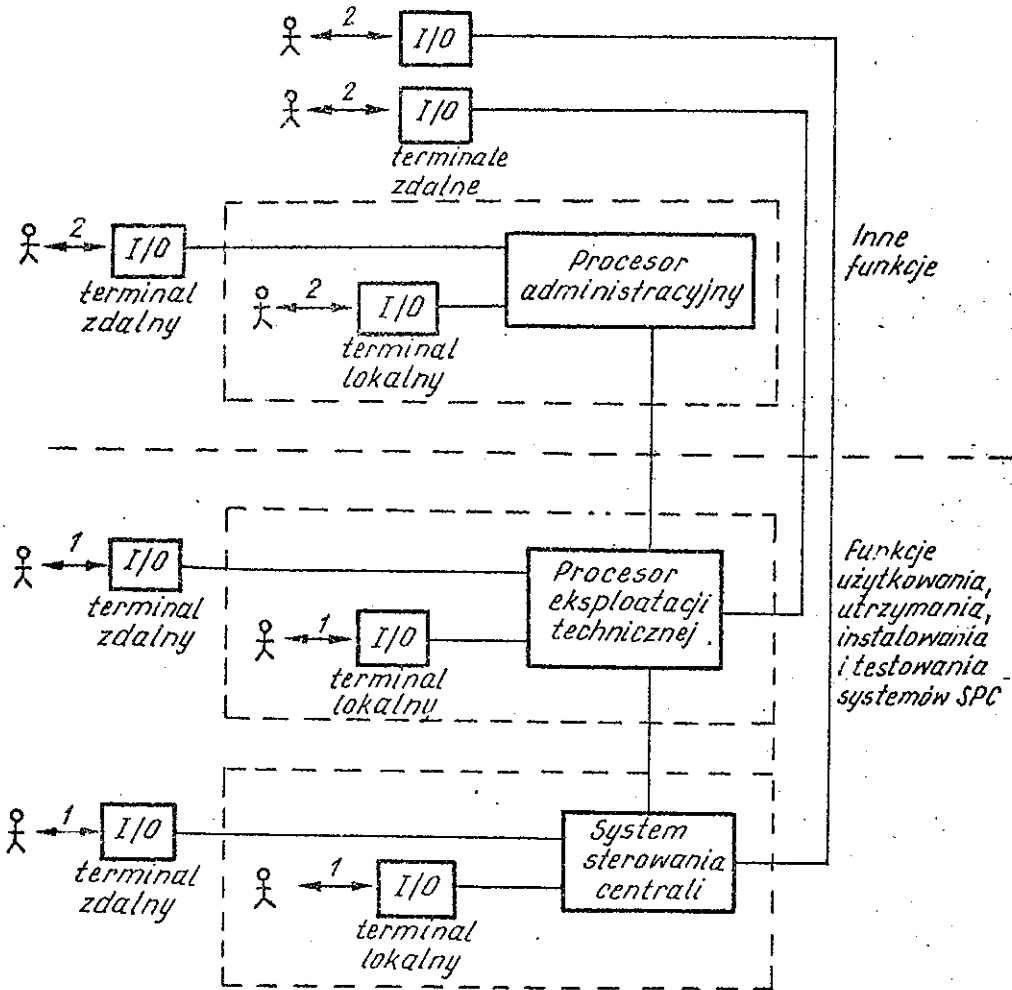 2
I/O
2
I/O
terminale
zdalne
2
I/O
terminal
zdalny
2
I/O
terminal
lokalny
Procesor
administracyjny
Inne
funkcje
1
I/O
terminal
zdalny
1
I/O
terminal
lokalny
Procesor
eksploatacji
technicznej
Funkcje
użytkowania,
utrzymania,
instalowania
i testowania
systemów SPC
1
I/O
terminal
zdalny
1
I/O
terminal
lokalny
System
sterowania
centrali